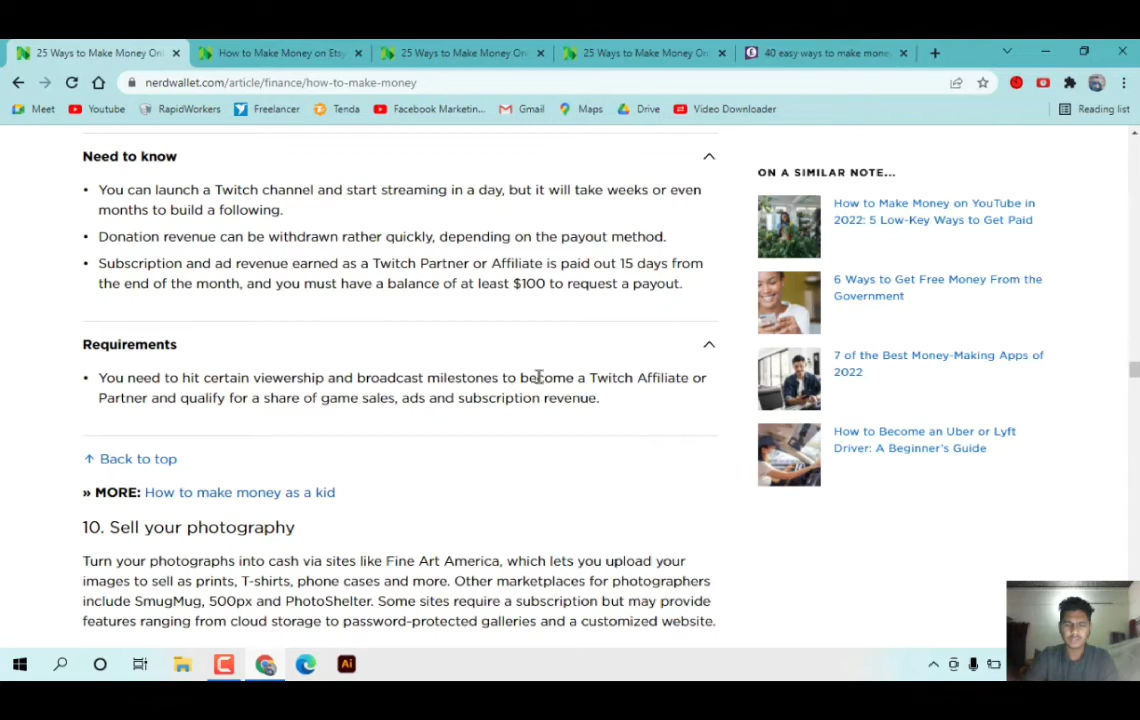 25 Ways to Make Money Onl
How to Make Money on Etsy
25 Ways to Make Money On
25 Ways to Make Money On
40 easy ways to make mone
nerdwallet.com/article/finance/how-to-make-money
Meet
Youtube
RapidWorkers
Freelancer
Tenda
Facebook Marketin...
Gmail
Maps
Drive
Video Downloader
Reading list
Need to know
• You can launch a Twitch channel and start streaming in a day, but it will take weeks or even
months to build a following.
• Donation revenue can be withdrawn rather quickly, depending on the payout method.
• Subscription and ad revenue earned as a Twitch Partner or Affiliate is paid out 15 days from
the end of the month, and you must have a balance of at least $100 to request a payout.
Requirements
• You need to hit certain viewership and broadcast milestones to become a Twitch Affiliate or
Partner and qualify for a share of game sales, ads and subscription revenue.
↑ Back to top
» MORE: How to make money as a kid
10. Sell your photography
Turn your photographs into cash via sites like Fine Art America, which lets you upload your
images to sell as prints, T-shirts, phone cases and more. Other marketplaces for photographers
include SmugMug, 500px and PhotoShelter. Some sites require a subscription but may provide
features ranging from cloud storage to password-protected galleries and a customized website.
ON A SIMILAR NOTE...
How to Make Money on YouTube in
2022: 5 Low-Key Ways to Get Paid
6 Ways to Get Free Money From the
Government
7 of the Best Money-Making Apps of
2022
How to Become an Uber or Lyft
Driver: A Beginner's Guide
Ai